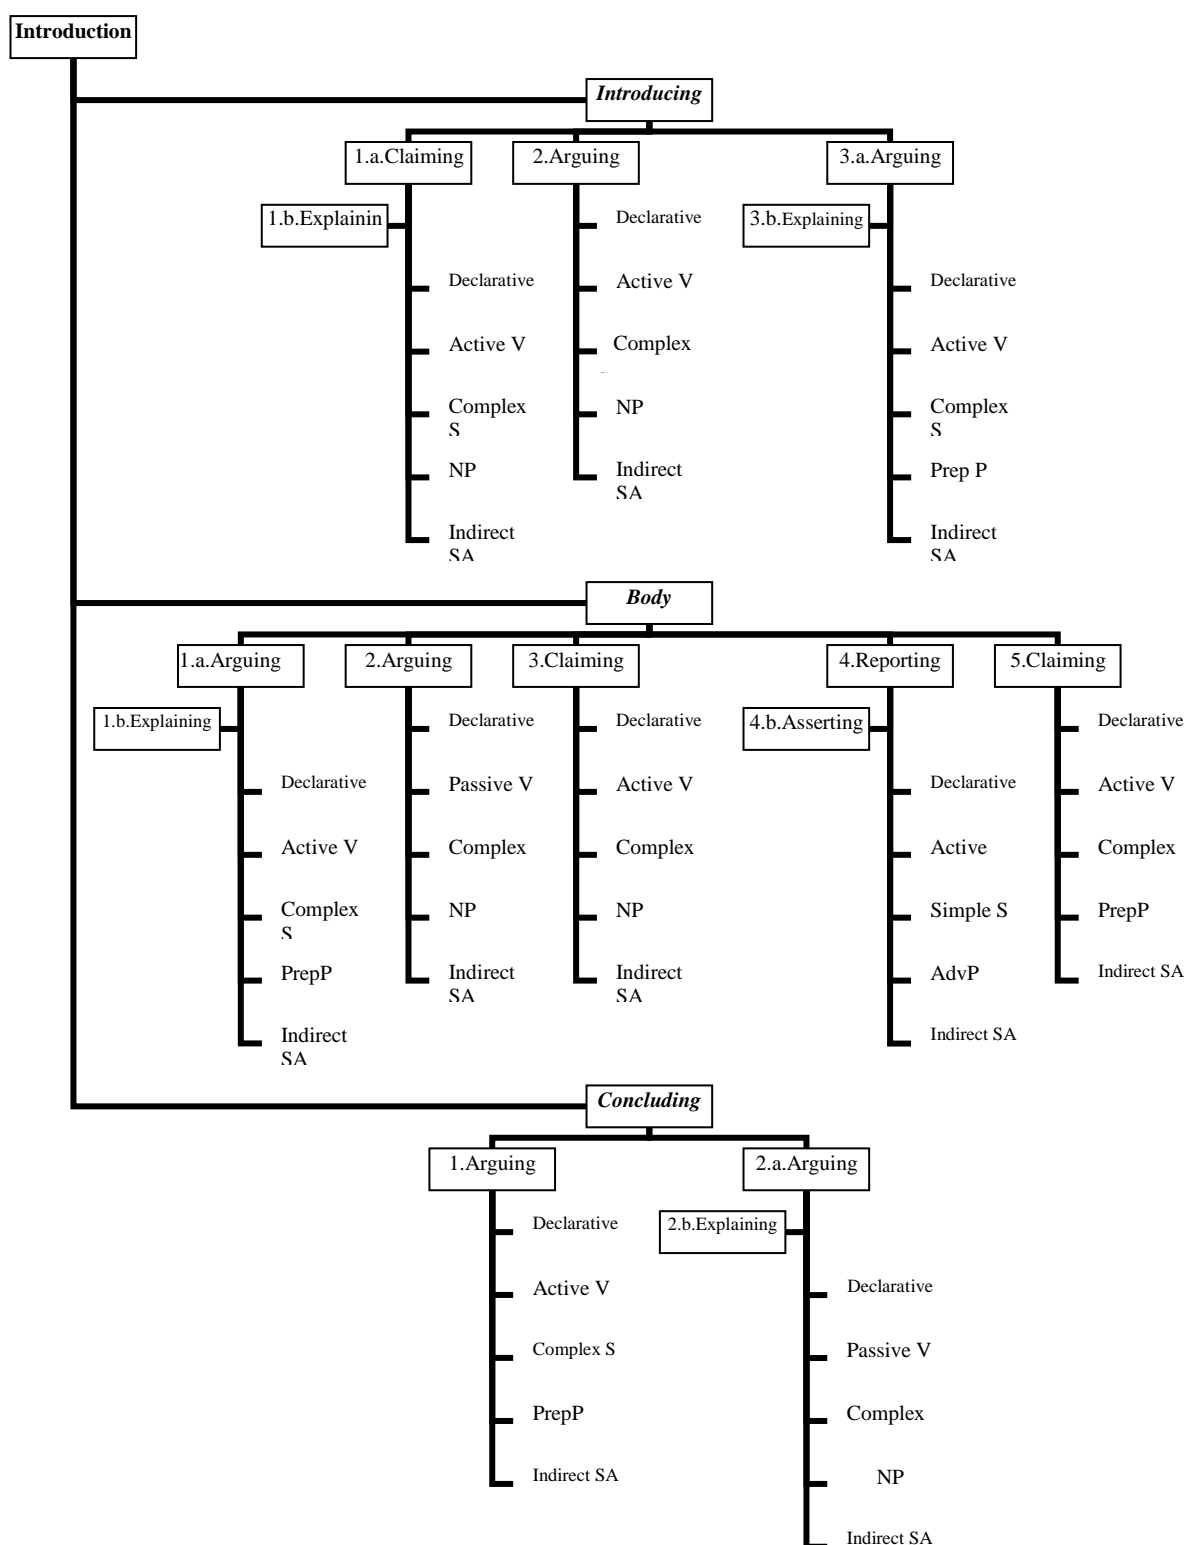 Introduction
Introducing
1.a.Claiming
2.Arguing
3.a.Arguing
1.b.Explainin
Declarative
3.b.Explaining
Declarative
Active V
Declarative
Active V
Complex
Active V
Complex
S
NP
Complex
S
NP
Indirect
SA
Prep P
Indirect
SA
Indirect
SA
Body
1.a.Arguing
2.Arguing
3.Claiming
4.Reporting
5.Claiming
1.b.Explaining
Declarative
Declarative
4.b.Asserting
Declarative
Declarative
Passive V
Active V
Declarative
Active V
Active V
Complex
Complex
Active
Complex
Complex
S
NP
NP
Simple S
PrepP
PrepP
Indirect
SA
Indirect
SA
AdvP
Indirect SA
Indirect
SA
Indirect SA
Concluding
1.Arguing
2.a.Arguing
Declarative
2.b.Explaining
Active V
Declarative
Complex S
Passive V
PrepP
Complex
Indirect SA
NP
Indirect SA